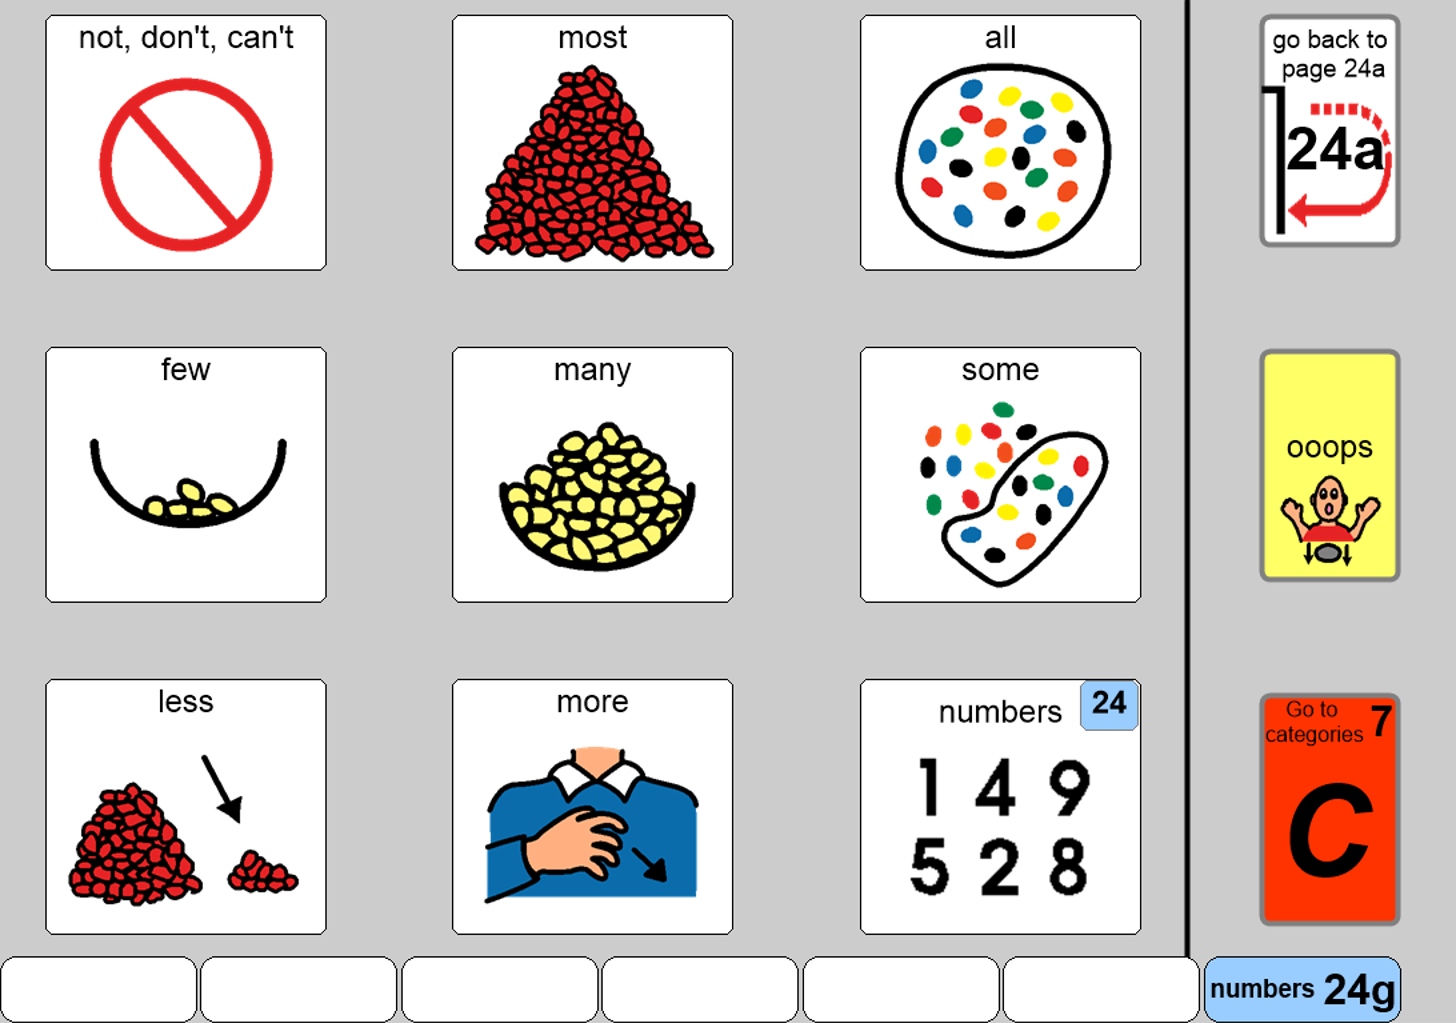 not, don't, can't
most
all
go back to
page 24a
24a
few
many
some
ooops
less
more
numbers
24
1 4 9
5 2 8
Go to
categories 7
C
numbers 24g